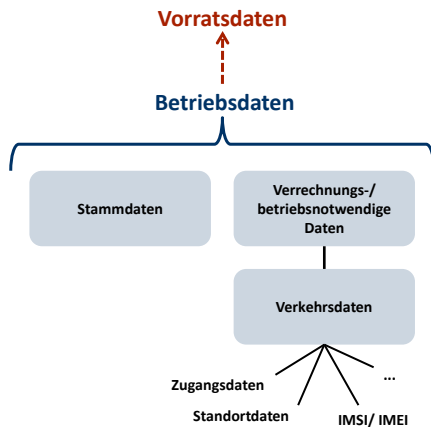 Vorratsdaten
Betriebsdaten
Stammdaten
Verrechnungs-/
betriebsnotwendige
Daten
Verkehrsdaten
...
Zugangsdaten
Standortdaten
IMSI/ IMEI